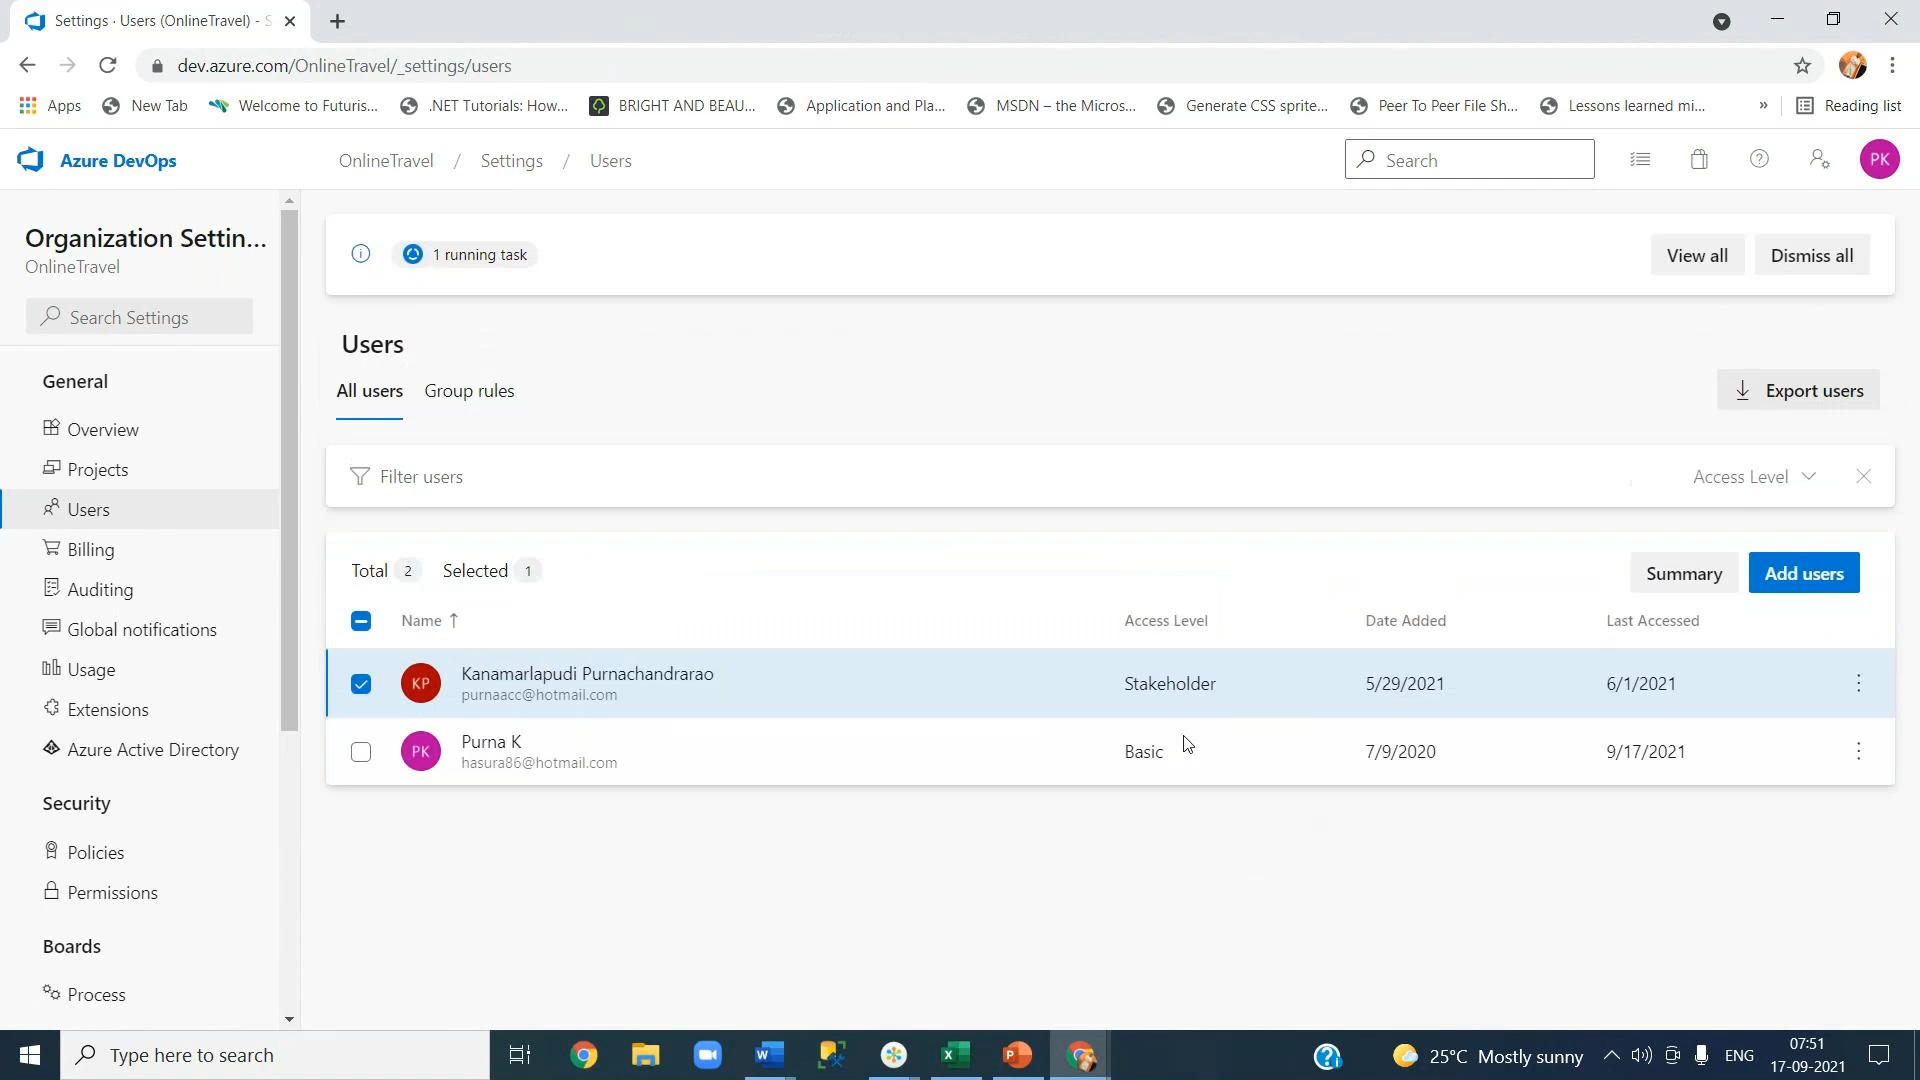 Settings · Users (OnlineTravel) - S
dev.azure.com/OnlineTravel/_settings/users
Apps
New Tab
Welcome to Futuris...
.NET Tutorials: How...
BRIGHT AND BEAU...
Application and Pla...
MSDN – the Micros...
Generate CSS sprite...
Peer To Peer File Sh...
Lessons learned mi...
»
Reading list
Azure DevOps
OnlineTravel / Settings / Users
Search
PK
Organization Settin...
OnlineTravel
Search Settings
General
Overview
Projects
Users
Billing
Auditing
Global notifications
Usage
Extensions
Azure Active Directory
Security
Policies
Permissions
Boards
Process
1 running task
View all
Dismiss all
Users
All users
Group rules
Export users
Filter users
Access Level
Total 2 Selected 1
Summary
Add users
Name ↑ Access Level Date Added Last Accessed
KP Kanamarlapudi Purnachandrarao Stakeholder 5/29/2021 6/1/2021
purnaacc@hotmail.com
PK Purna K Basic 7/9/2020 9/17/2021
hasura86@hotmail.com
Type here to search
25°C Mostly sunny
ENG
07:51
17-09-2021